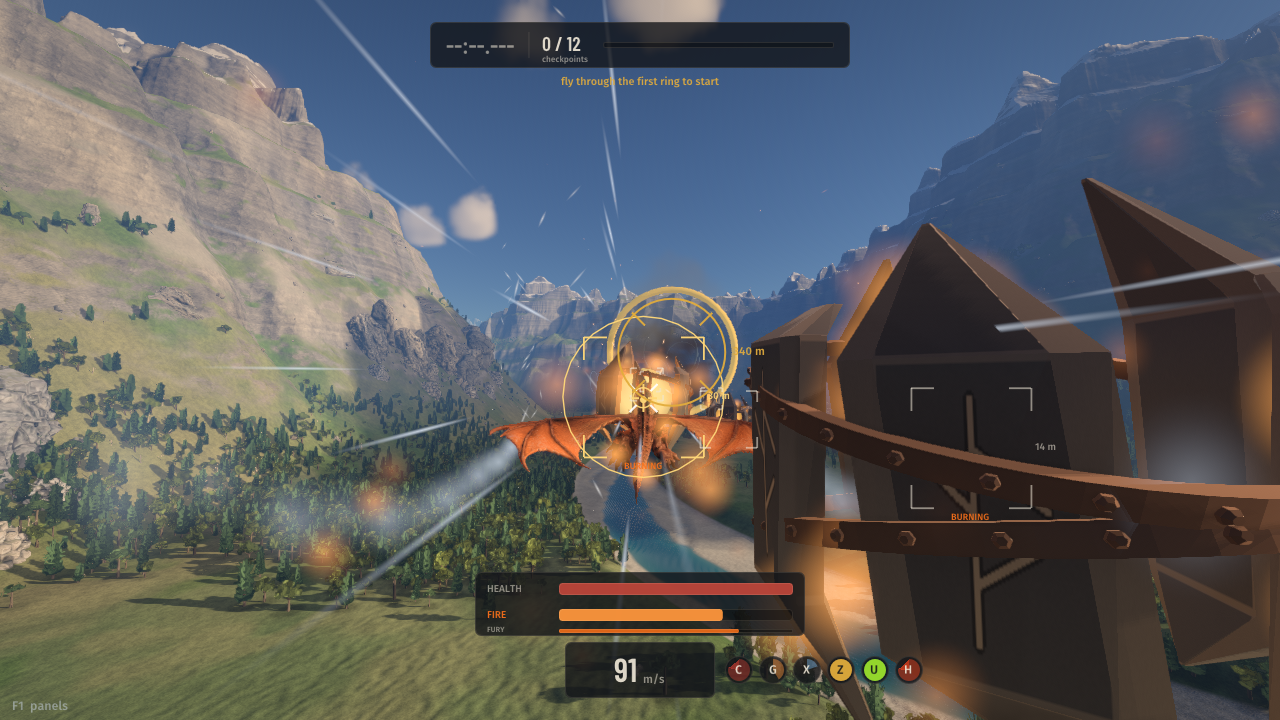 --:--.---
0 / 12
checkpoints
fly through the first ring to start
40 m
14 m
BURNING
BURNING
HEALTH
FIRE
FURY
91 m/s
C G X Z U H
F1 panels